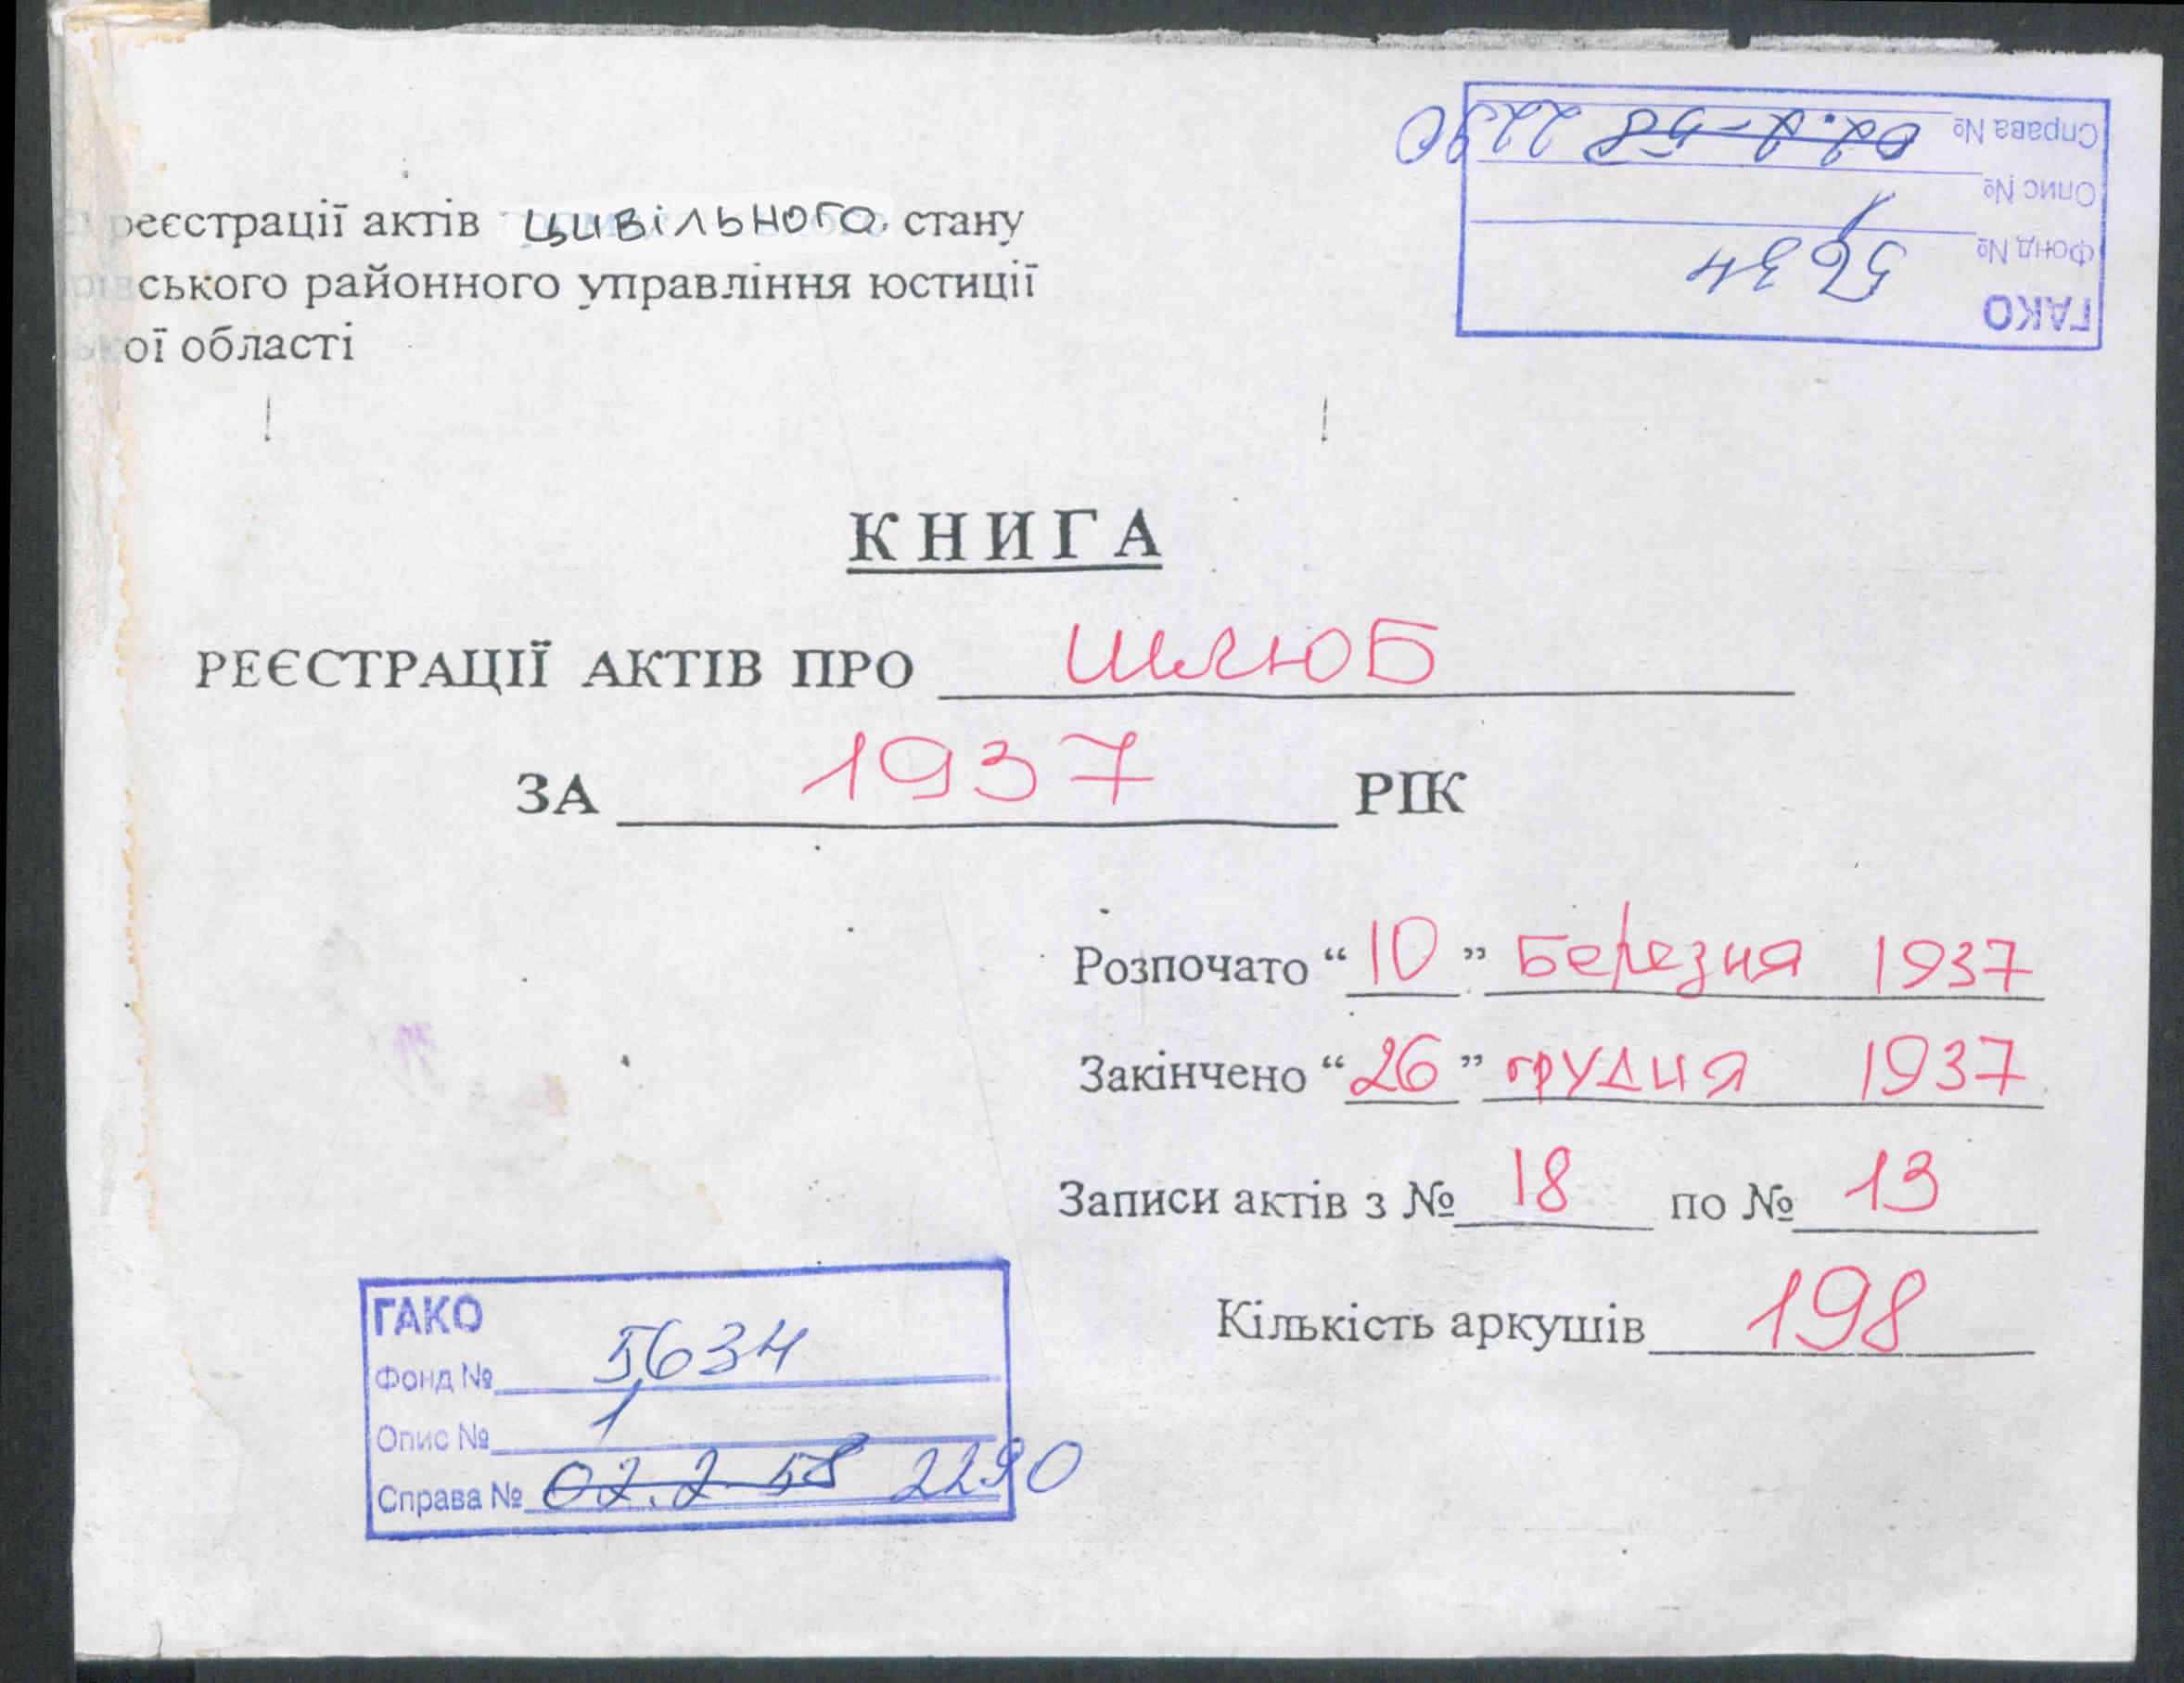 реєстрації актів цивільного стану
ського районного управління юстиції
ої області
ГАКО
Фонд № 5634
Опис № 1
Справа № 02.2-58 2290
КНИГА
РЕЄСТРАЦІЇ АКТІВ ПРО шлюб
ЗА 1937 РІК
Розпочато “10” Березня 1937
Закінчено “26” грудня 1937
Записи актів з № 18 по № 13
Кількість аркушів 198
ГАКО
Фонд № 5634
Опис № 1
Справа № 02.2-58 2290